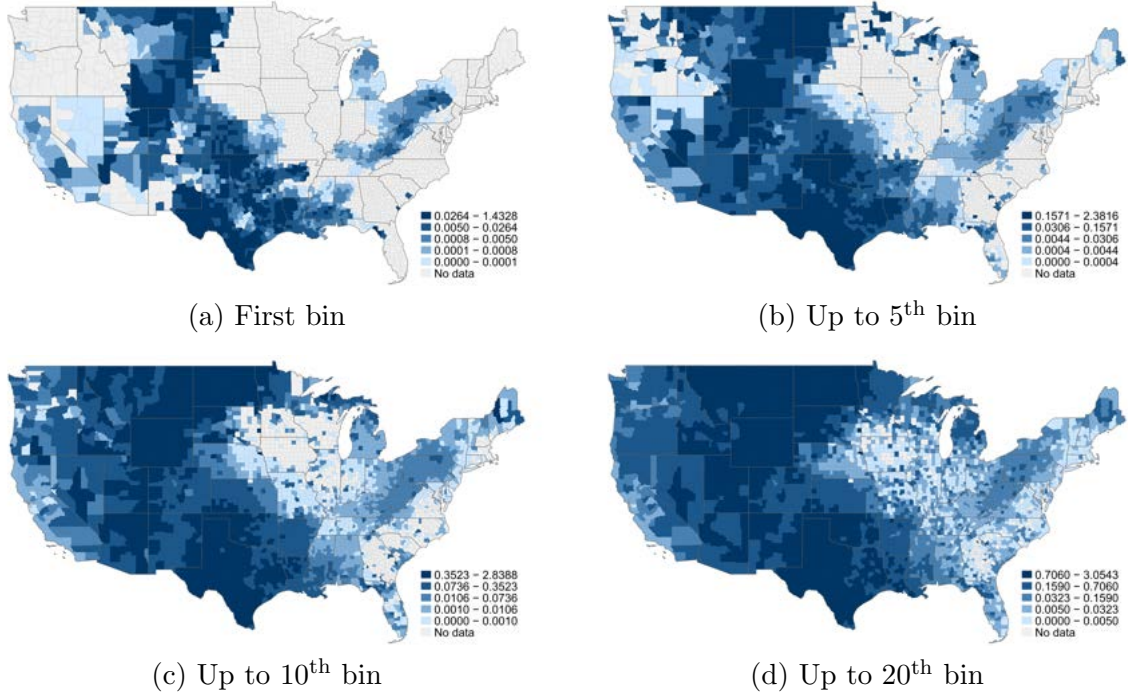 0.0264 − 1.4328
0.0050 − 0.0264
0.0008 − 0.0050
0.0001 − 0.0008
0.0000 − 0.0001
No data
(a) First bin
0.1571 − 2.3816
0.0306 − 0.1571
0.0044 − 0.0306
0.0004 − 0.0044
0.0000 − 0.0004
No data
(b) Up to 5th bin
0.3523 − 2.8388
0.0736 − 0.3523
0.0106 − 0.0736
0.0010 − 0.0106
0.0000 − 0.0010
No data
(c) Up to 10th bin
0.7060 − 3.0543
0.1590 − 0.7060
0.0323 − 0.1590
0.0050 − 0.0323
0.0000 − 0.0050
No data
(d) Up to 20th bin